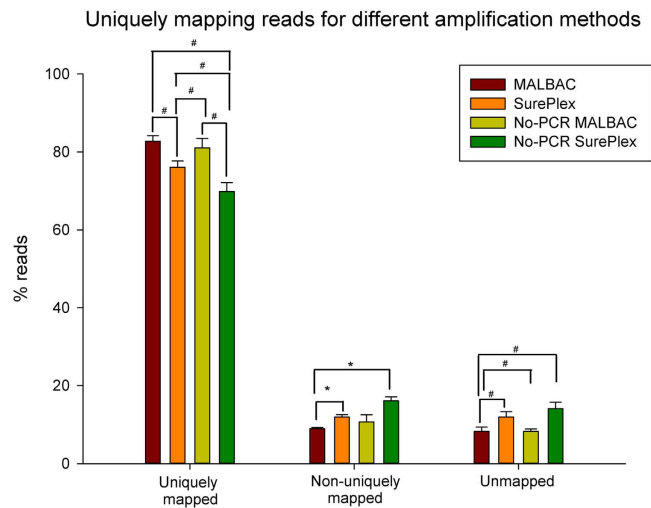 Uniquely mapping reads for different amplification methods
MALBAC
SurePlex
No-PCR MALBAC
No-PCR SurePlex
% reads
100
80
60
40
20
0
#
#
#
#
#
*
*
#
#
#
Uniquely
mapped
Non-uniquely
mapped
Unmapped